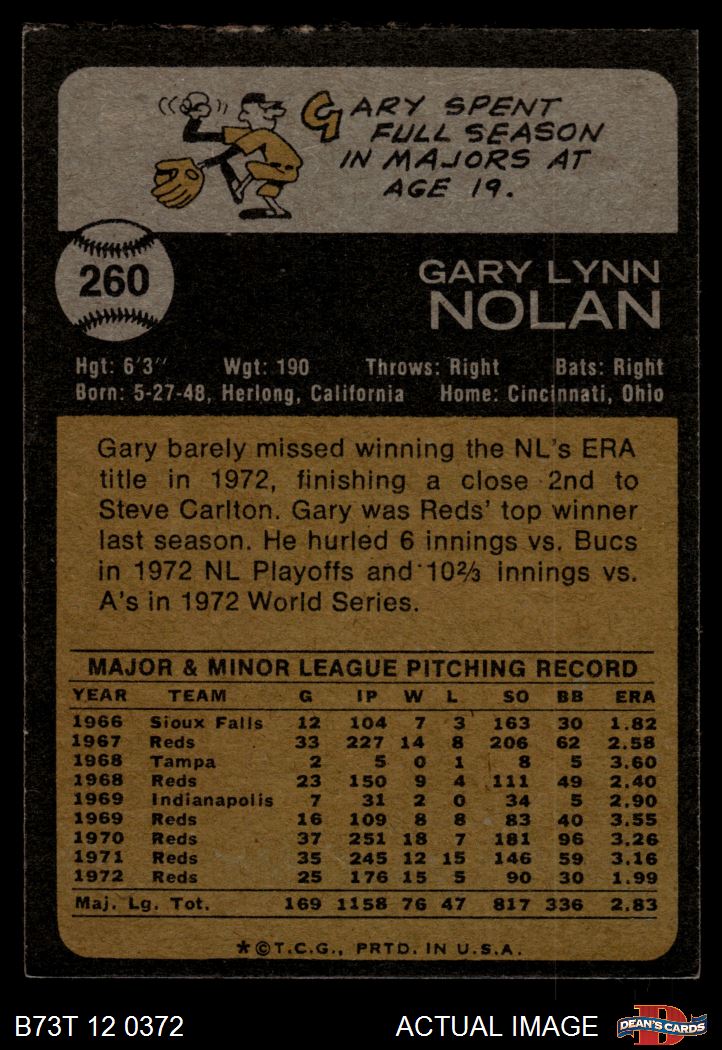 GARY SPENT
FULL SEASON
IN MAJORS AT
AGE 19.
260
GARY LYNN
NOLAN
Hgt: 6'3" Wgt: 190 Throws: Right Bats: Right
Born: 5-27-48, Herlong, California Home: Cincinnati, Ohio
Gary barely missed winning the NL's ERA
title in 1972, finishing a close 2nd to
Steve Carlton. Gary was Reds' top winner
last season. He hurled 6 innings vs. Bucs
in 1972 NL Playoffs and 10⅔ innings vs.
A's in 1972 World Series.
MAJOR & MINOR LEAGUE PITCHING RECORD
YEAR TEAM G IP W L SO BB ERA
1966 Sioux Falls 12 104 7 3 163 30 1.82
1967 Reds 33 227 14 8 206 62 2.58
1968 Tampa 2 5 0 1 8 5 3.60
1968 Reds 23 150 9 4 111 49 2.40
1969 Indianapolis 7 31 2 0 34 5 2.90
1969 Reds 16 109 8 8 83 40 3.55
1970 Reds 37 251 18 7 181 96 3.26
1971 Reds 35 245 12 15 146 59 3.16
1972 Reds 25 176 15 5 90 30 1.99
Maj. Lg. Tot. 169 1158 76 47 817 336 2.83
*©T.C.G., PRTD. IN U.S.A.
B73T 12 0372 ACTUAL IMAGE
D
DEAN'S CARDS